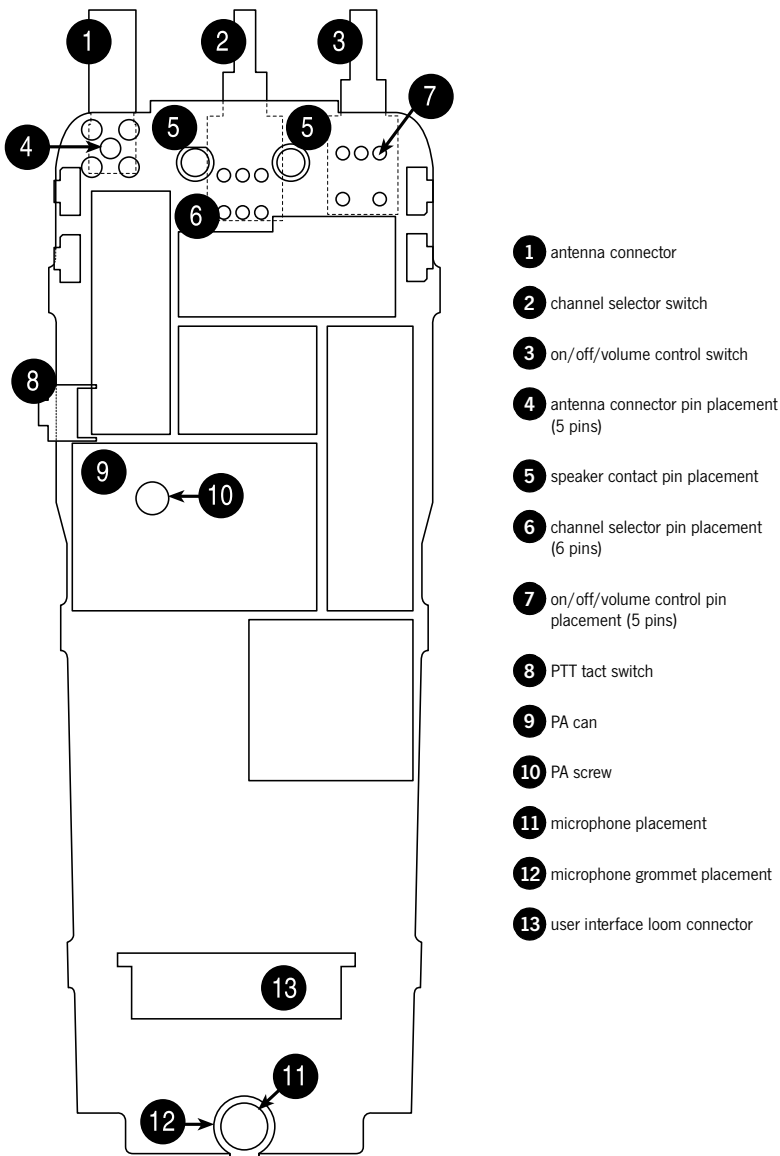 1
2
3
7
5
5
4
6
8
9
10
13
11
12
1 antenna connector
2 channel selector switch
3 on/off/volume control switch
4 antenna connector pin placement
(5 pins)
5 speaker contact pin placement
6 channel selector pin placement
(6 pins)
7 on/off/volume control pin
placement (5 pins)
8 PTT tact switch
9 PA can
10 PA screw
11 microphone placement
12 microphone grommet placement
13 user interface loom connector